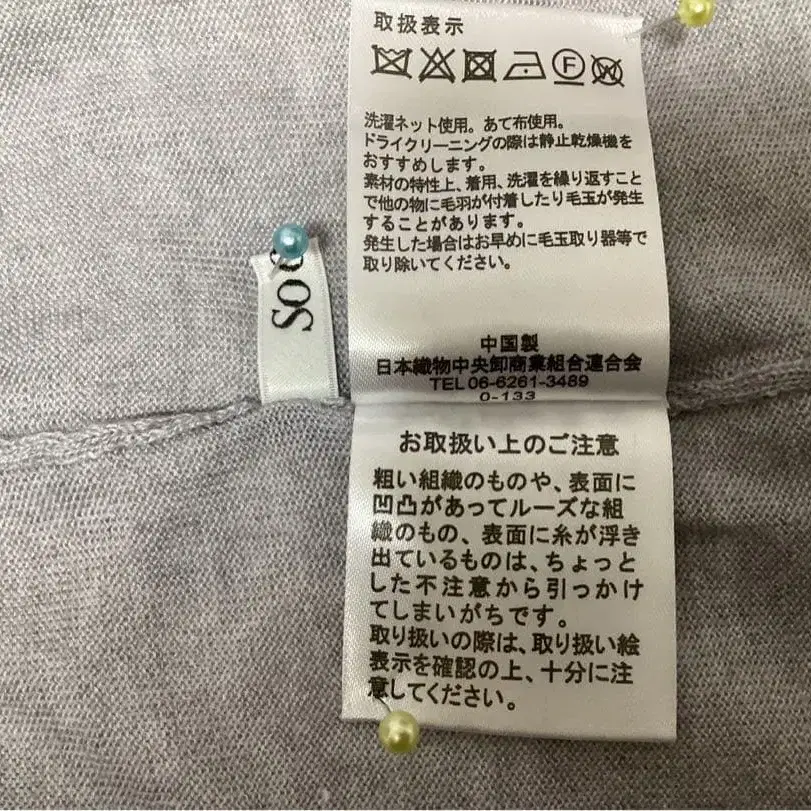 取扱表示
洗濯ネット使用。あて布使用。
ドライクリーニングの際は静止乾燥機を
おすすめします。
素材の特性上、着用、洗濯を繰り返すこと
で他の物に毛羽が付着したり毛玉が発生
することがあります。
発生した場合はお早めに毛玉取り器等で
取り除いてください。
中国製
日本織物中央卸商業組合連合会
TEL 06-6261-3489
0-133
お取扱い上のご注意
粗い組織のものや、表面に
凹凸があってルーズな組
織のもの、表面に糸が浮き
出ているものは、ちょっと
した不注意から引っかけ
てしまいがちです。
取り扱いの際は、取り扱い絵
表示を確認の上、十分に注
意してください。
So